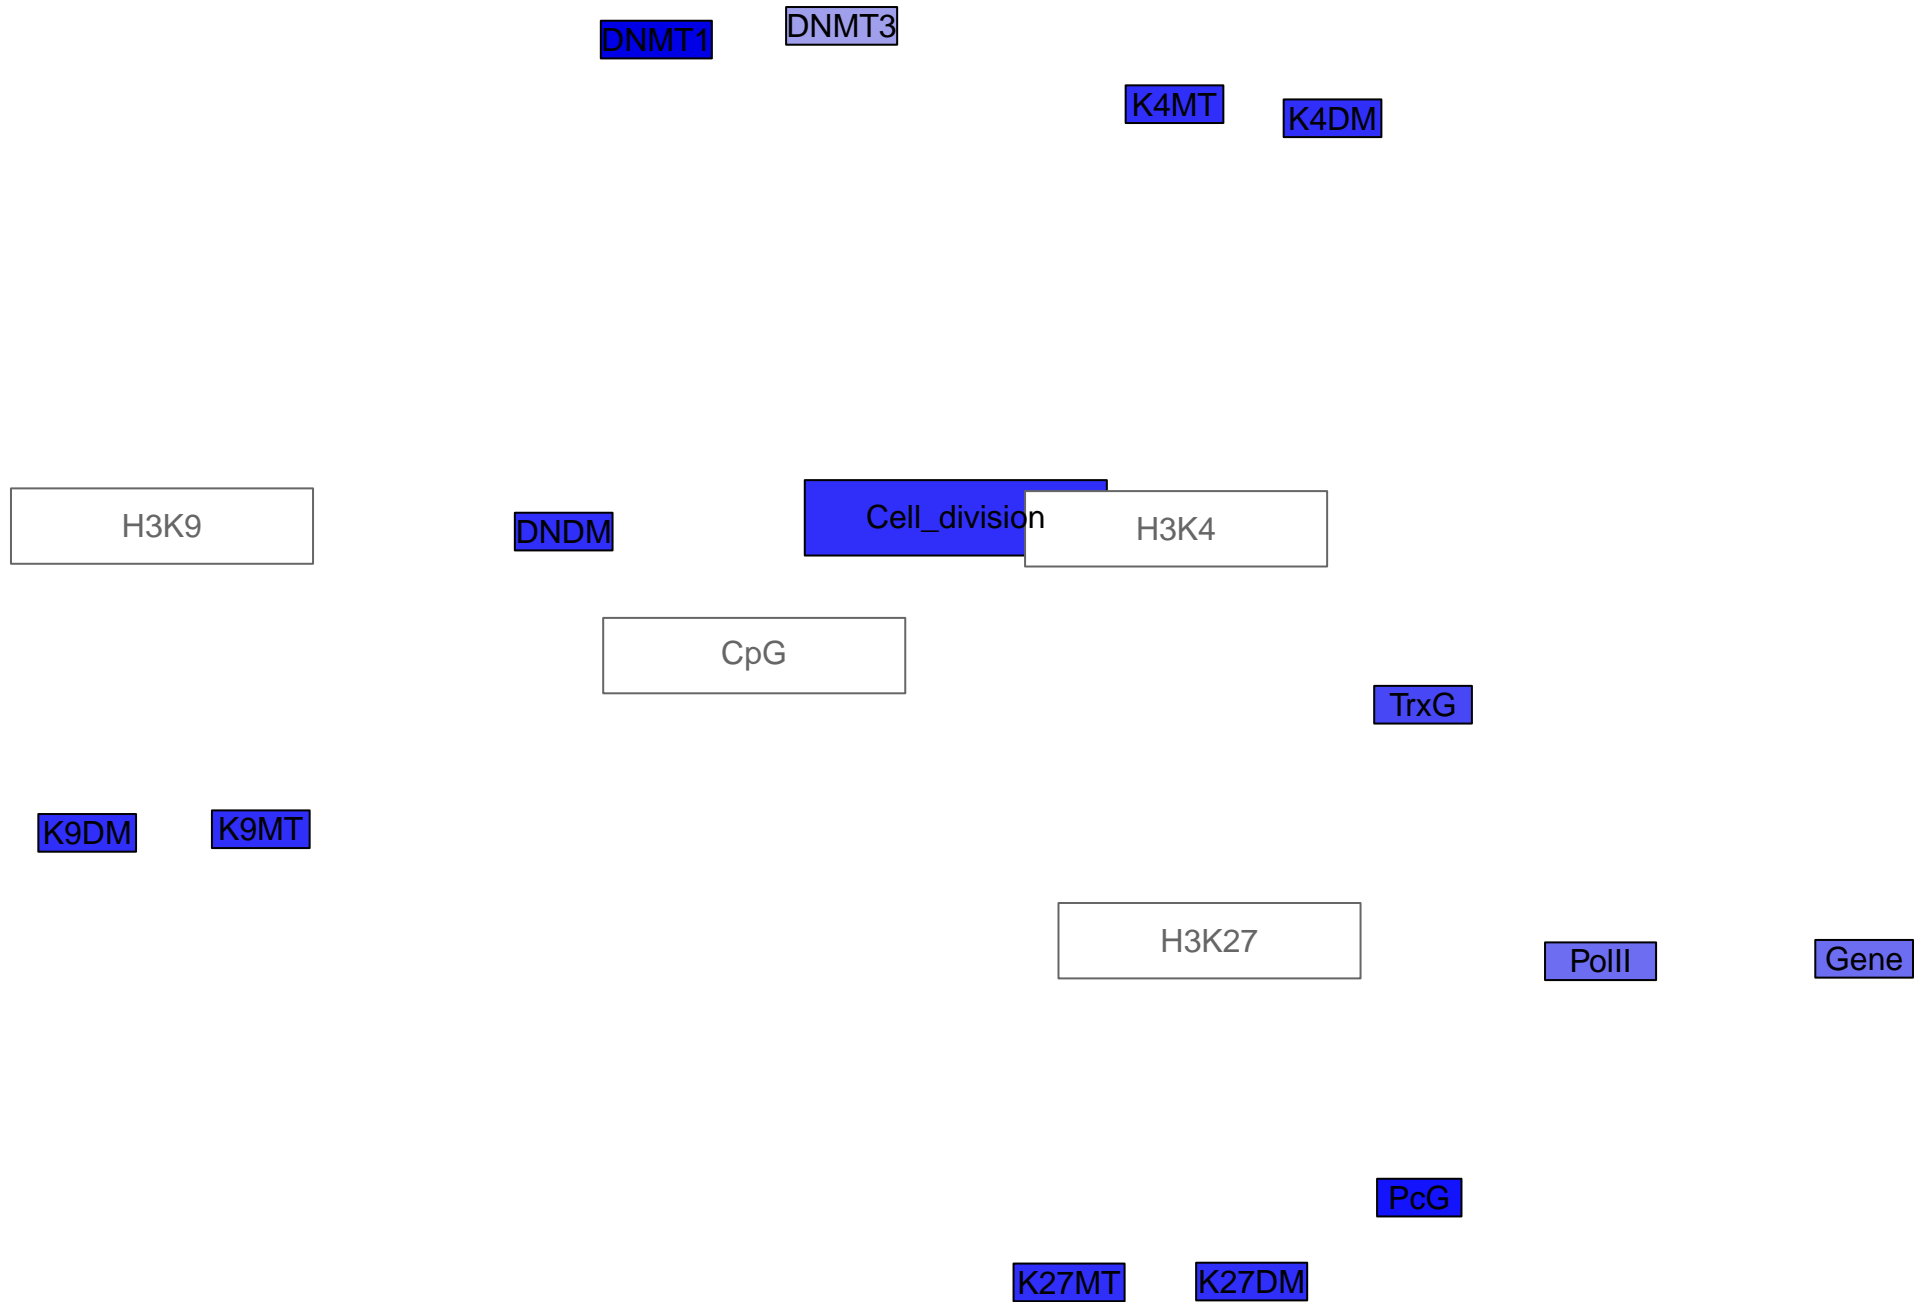 DNMT1
DNMT3
K4MT
K4DM
H3K9
DNDM
Cell_division
H3K4
CpG
TrxG
K9DM
K9MT
H3K27
PolII
Gene
PcG
K27MT
K27DM